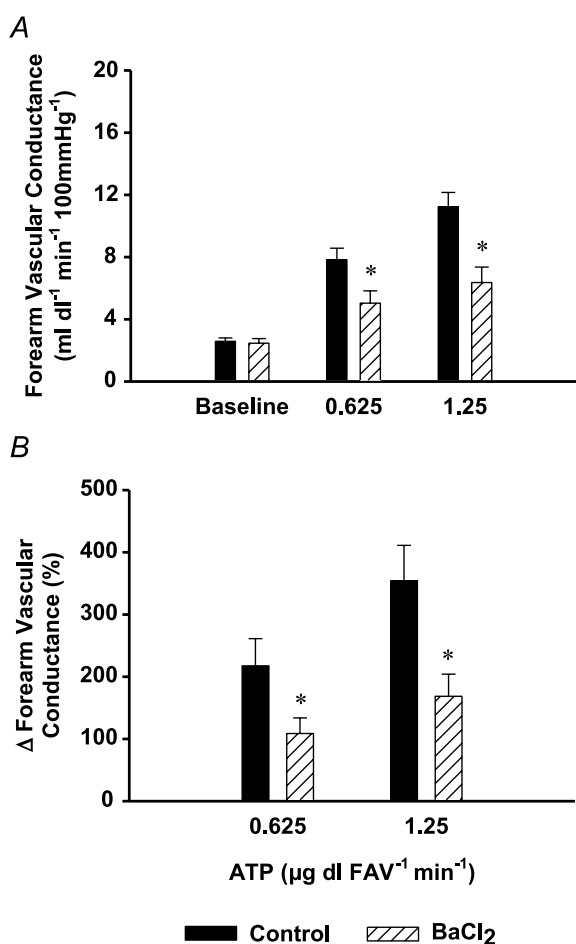 A
Forearm Vascular Conductance
(ml dl⁻¹ min⁻¹ 100mmHg⁻¹)
20
16
12
8
4
0
*
*
Baseline
0.625
1.25
B
Δ Forearm Vascular
Conductance (%)
500
400
300
200
100
0
*
*
0.625
1.25
ATP (µg dl FAV⁻¹ min⁻¹)
Control
BaCl₂